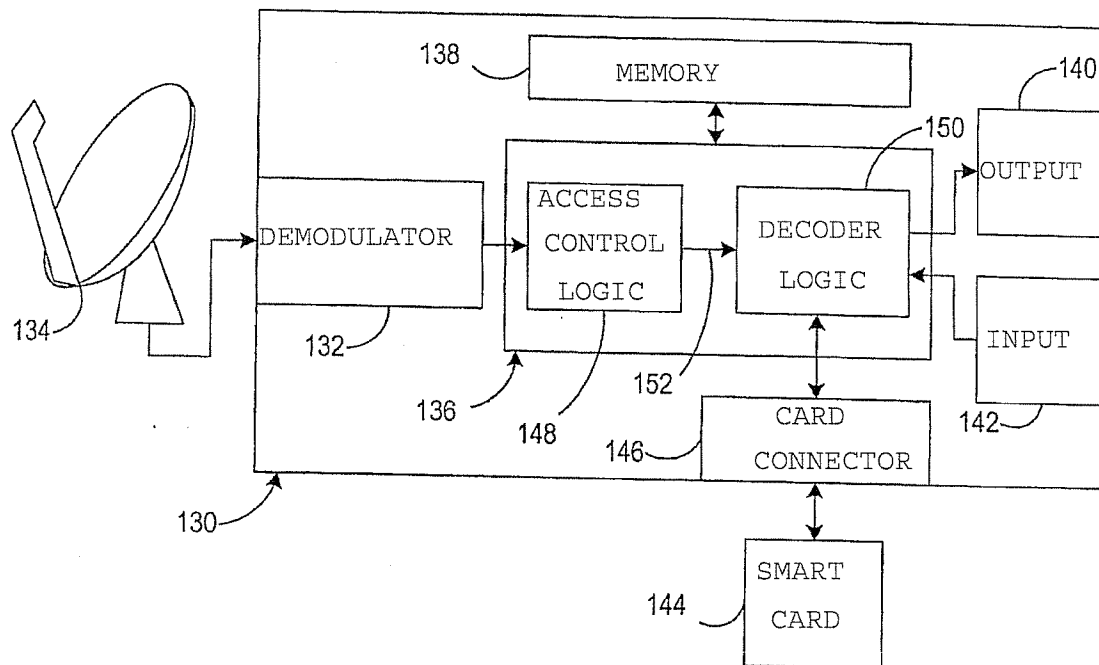 138
MEMORY
140
150
OUTPUT
ACCESS
CONTROL
LOGIC
DECODER
LOGIC
DEMODULATOR
134
132
152
INPUT
136
148
142
146
CARD
CONNECTOR
130
144
SMART
CARD